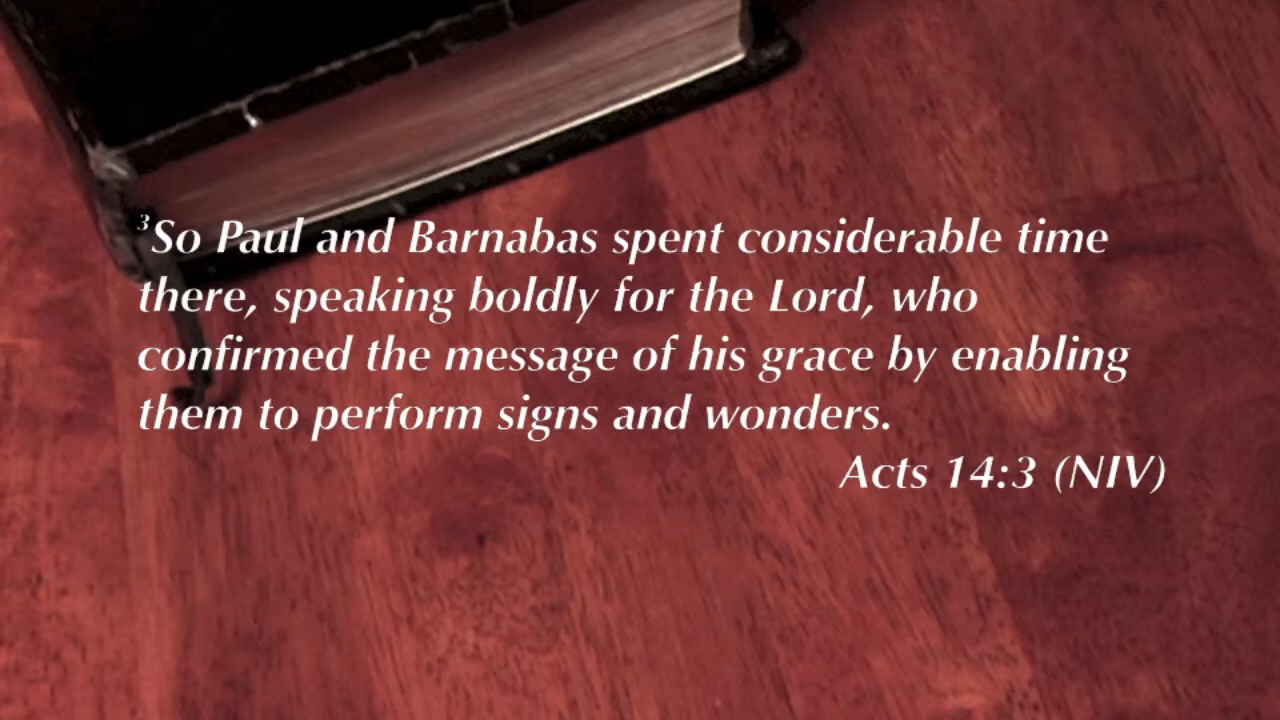 ³So Paul and Barnabas spent considerable time
there, speaking boldly for the Lord, who
confirmed the message of his grace by enabling
them to perform signs and wonders.
Acts 14:3 (NIV)